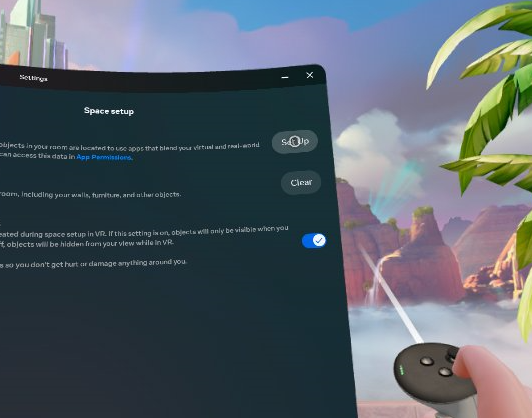 Settings
Space setup
objects in your room are located to use apps that blend your virtual and real-world
can access this data in App Permissions.
Set Up
Clear
room, including your walls, furniture, and other objects.
eated during space setup in VR. If this setting is on, objects will only be visible when you
ff, objects will be hidden from your view while in VR.
s so you don't get hurt or damage anything around you.